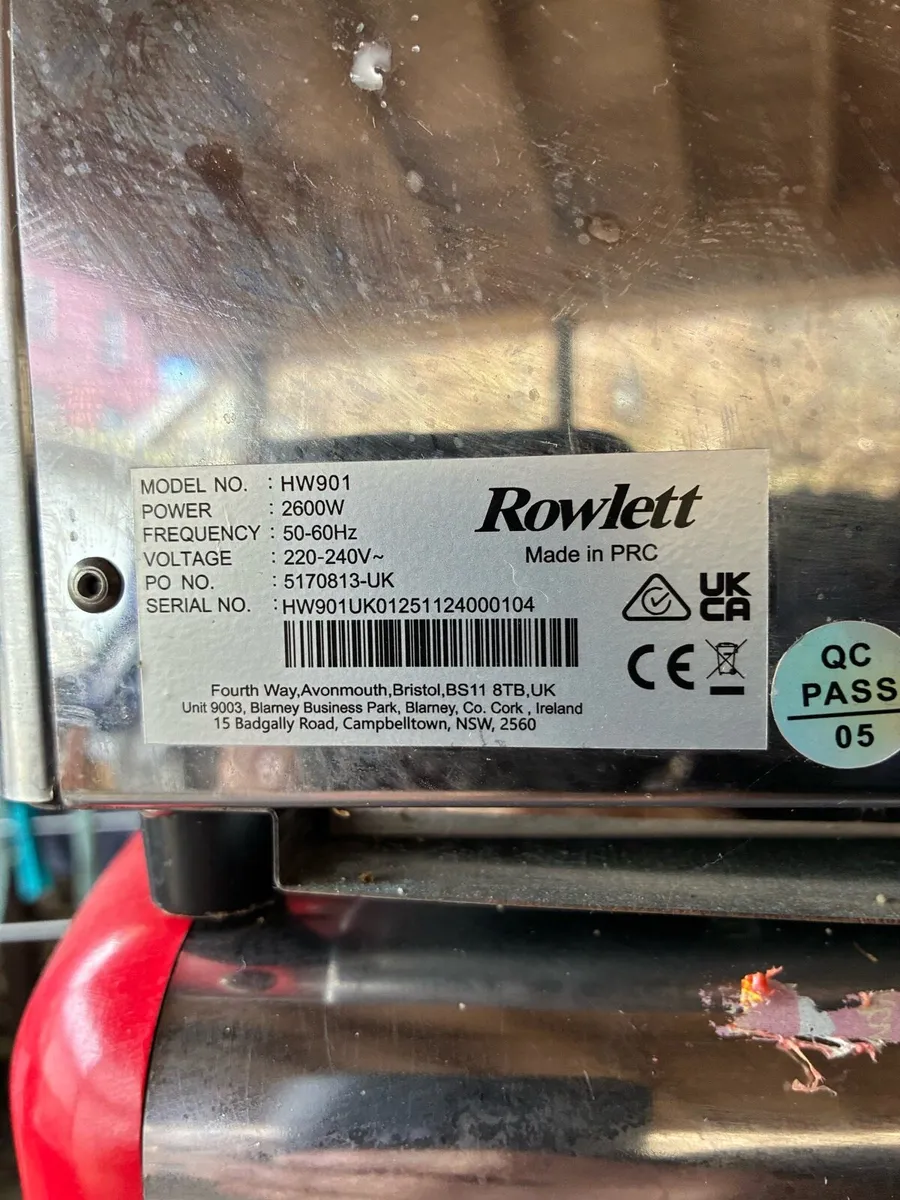 MODEL NO. : HW901
POWER : 2600W
FREQUENCY : 50-60Hz
VOLTAGE : 220-240V~
PO NO. : 5170813-UK
SERIAL NO. : HW901UK01251124000104
Rowlett
Made in PRC
UK
CA
CE
Fourth Way,Avonmouth,Bristol,BS11 8TB,UK
Unit 9003, Blarney Business Park, Blarney, Co. Cork , Ireland
15 Badgally Road, Campbelltown, NSW, 2560
QC
PASS
05